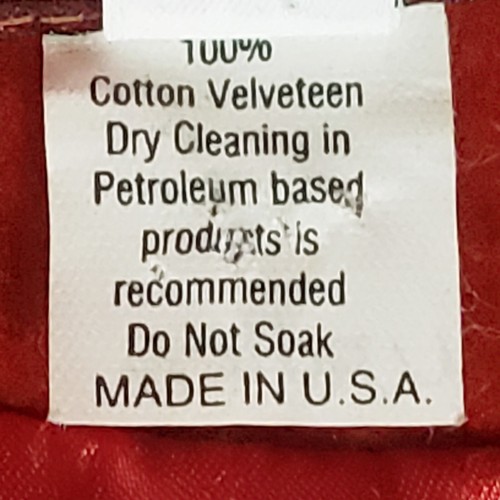 100%
Cotton Velveteen
Dry Cleaning in
Petroleum based
products is
recommended
Do Not Soak
MADE IN U.S.A.